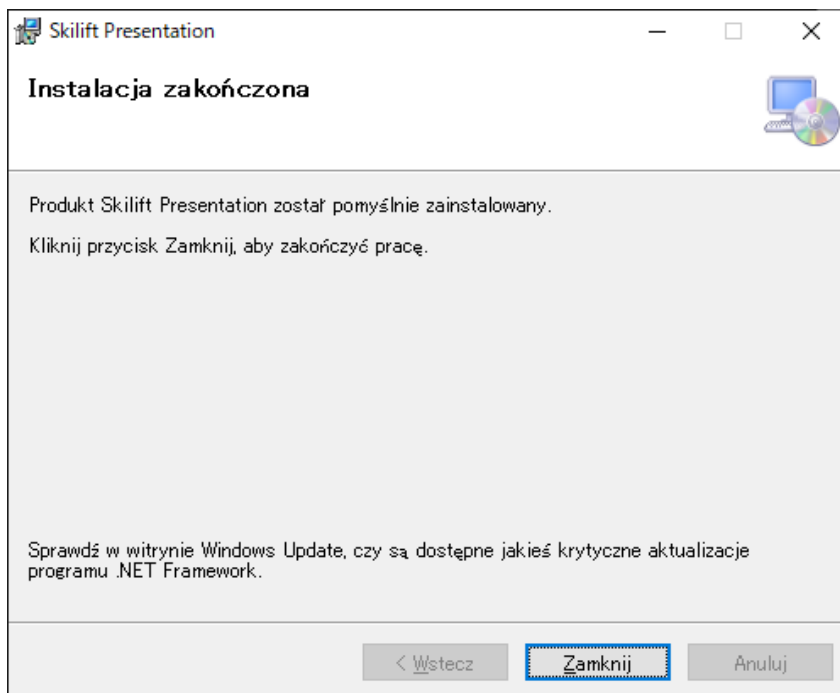 Skilift Presentation
Instalacja zakończona
Produkt Skilift Presentation został pomyślnie zainstalowany.
Kliknij przycisk Zamknij, aby zakończyć pracę.
Sprawdź w witrynie Windows Update, czy są dostępne jakieś krytyczne aktualizacje
programu .NET Framework.
< Wstecz
Zamknij
Anuluj